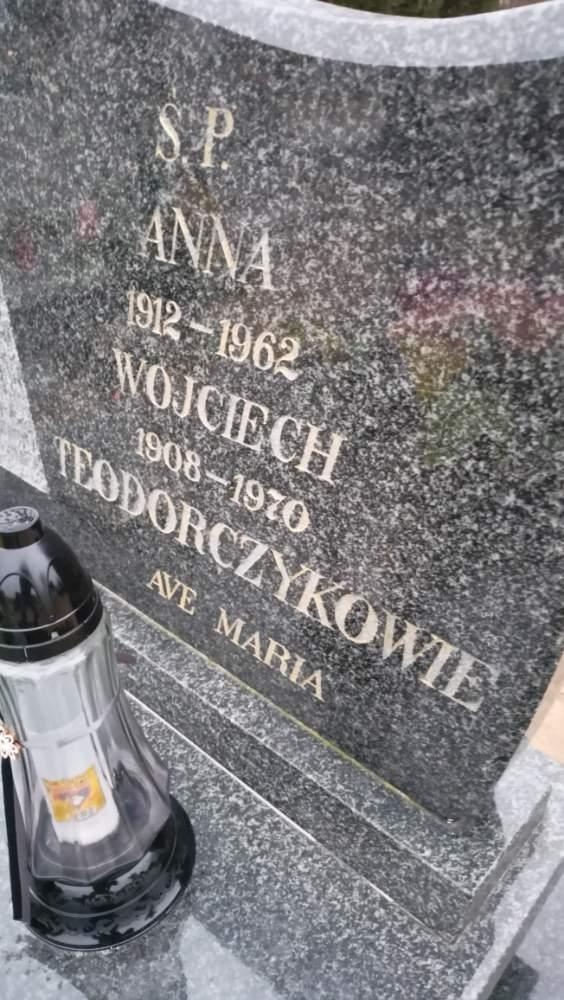 Ś.P.
ANNA
1912-1962
WOJCIECH
1908-1970
TEODORCZYKOWIE
AVE MARIA